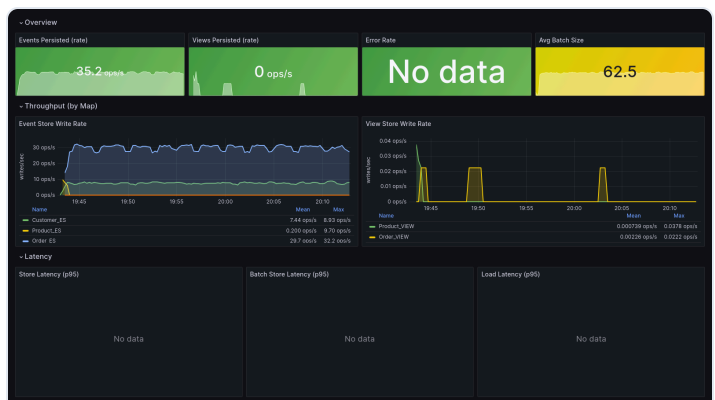 Overview
Events Persisted (rate)
35.2 ops/s
Views Persisted (rate)
0 ops/s
Error Rate
No data
Avg Batch Size
62.5
Throughput (by Map)
Event Store Write Rate
writes/sec
30 ops/s
20 ops/s
10 ops/s
0 ops/s
19:45 19:50 19:55 20:00 20:05 20:10
Name Mean Max
Customer_ES 7.44 ops/s 8.93 ops/s
Product_ES 0.200 ops/s 9.70 ops/s
Order_ES 29.7 ops/s 32.2 ops/s
View Store Write Rate
writes/sec
0.04 ops/s
0.03 ops/s
0.02 ops/s
0.01 ops/s
0 ops/s
19:45 19:50 19:55 20:00 20:05 20:10
Name Mean Max
Product_VIEW 0.000739 ops/s 0.0378 ops/s
Order_VIEW 0.00226 ops/s 0.0222 ops/s
Latency
Store Latency (p95)
No data
Batch Store Latency (p95)
No data
Load Latency (p95)
No data